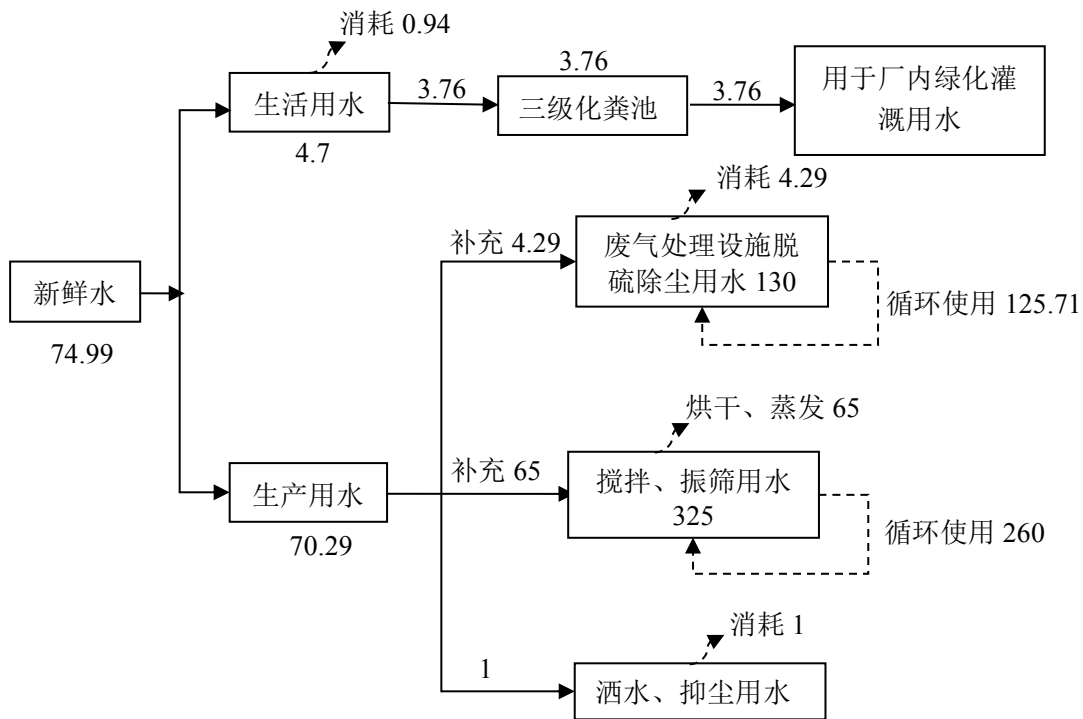 消耗 0.94
生活用水
4.7
3.76
3.76
三级化粪池
3.76
用于厂内绿化灌
溉用水
新鲜水
74.99
消耗 4.29
补充 4.29
废气处理设施脱
硫除尘用水 130
循环使用 125.71
烘干、蒸发 65
生产用水
70.29
补充 65
搅拌、振筛用水
325
循环使用 260
消耗 1
1
洒水、抑尘用水